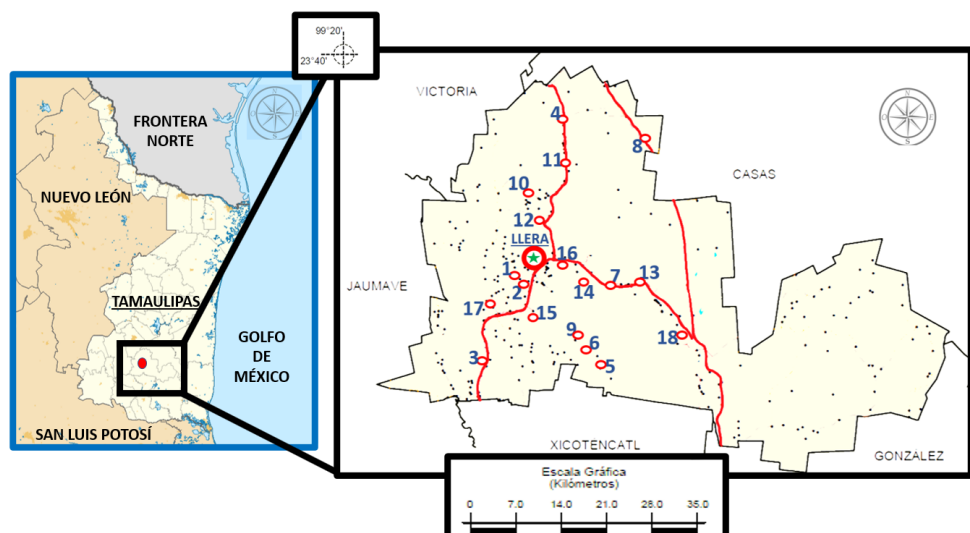 99°20'
23°40'
FRONTERA
NORTE
NUEVO LEÓN
TAMAULIPAS
GOLFO
DE
MÉXICO
SAN LUIS POTOSÍ
N
S
VICTORIA
4
8
11
CASAS
10
12
LLERA
16
1
2
14
7
13
JAUMAVE
17
15
9
6
18
3
5
XICOTENCATL
GONZALEZ
N
O
E
S
Escala Gráfica
(Kilómetros)
0 7.0 14.0 21.0 28.0 35.0